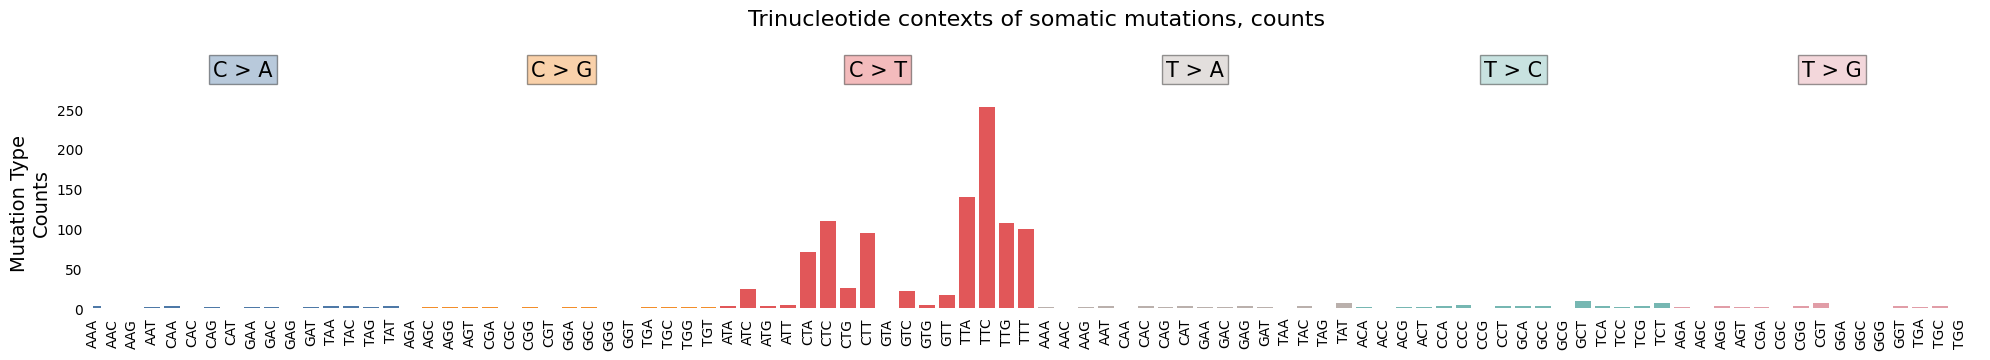 Trinucleotide contexts of somatic mutations, counts
C > A C > G C > T T > A T > C T > G
Mutation Type
Counts
250
200
150
100
50
0
AAA AAC AAG AAT CAA CAC CAG CAT GAA GAC GAG GAT TAA TAC TAG TAT AGA AGC AGG AGT CGA CGC CGG CGT GGA GGC GGG GGT TGA TGC TGG TGT ATA ATC ATG ATT CTA CTC CTG CTT GTA GTC GTG GTT TTA TTC TTG TTT AAA AAC AAG AAT CAA CAC CAG CAT GAA GAC GAG GAT TAA TAC TAG TAT ACA ACC ACG ACT CCA CCC CCG CCT GCA GCC GCG GCT TCA TCC TCG TCT AGA AGC AGG AGT CGA CGC CGG CGT GGA GGC GGG GGT TGA TGC TGG